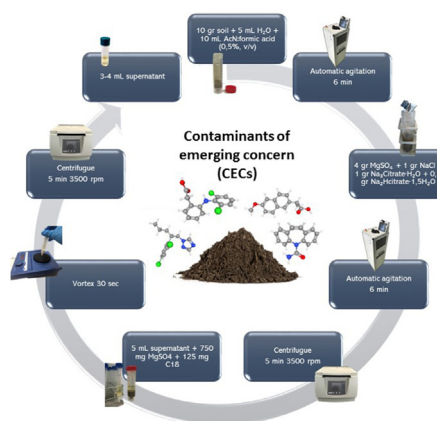 10 gr soil + 5 mL H₂O +
10 mL AcN:formic acid
(0,5%, v/v)
Automatic agitation
6 min
4 gr MgSO₄ + 1 gr NaCl
1 gr Na₃Citrate·H₂O + 0,
gr Na₂Hcitrate·1,5H₂O
Automatic agitation
6 min
Centrifugue
5 min 3500 rpm
5 mL supernatant + 750
mg MgSO4 + 125 mg
C18
Vortex 30 sec
Centrifugue
5 min 3500 rpm
3-4 mL supernatant
Contaminants of
emerging concern
(CECs)